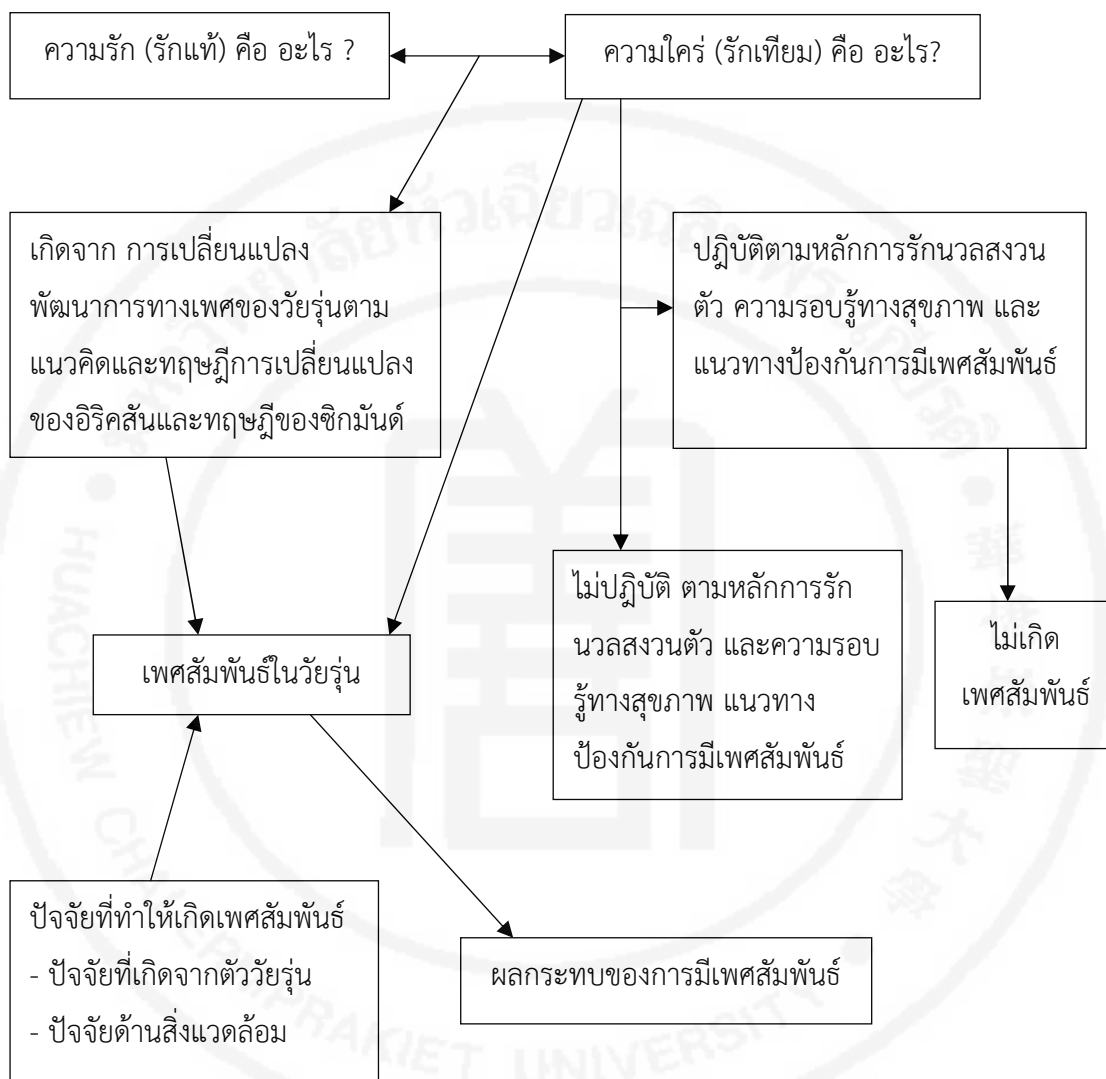 ความรัก (รักแท้) คือ อะไร ?
ความใคร่ (รักเทียม) คือ อะไร?
เกิดจาก การเปลี่ยนแปลง
พัฒนาการทางเพศของวัยรุ่นตาม
แนวคิดและทฤษฎีการเปลี่ยนแปลง
ของอิริคสันและทฤษฎีของซิกมันด์
ปฎิบัติตามหลักการรักนวลสงวน
ตัว ความรอบรู้ทางสุขภาพ และ
แนวทางป้องกันการมีเพศสัมพันธ์
ไม่ปฎิบัติ ตามหลักการรัก
นวลสงวนตัว และความรอบ
รู้ทางสุขภาพ แนวทาง
ป้องกันการมีเพศสัมพันธ์
ไม่เกิด
เพศสัมพันธ์
เพศสัมพันธ์ในวัยรุ่น
ปัจจัยที่ทำให้เกิดเพศสัมพันธ์
- ปัจจัยที่เกิดจากตัววัยรุ่น
- ปัจจัยด้านสิ่งแวดล้อม
ผลกระทบของการมีเพศสัมพันธ์